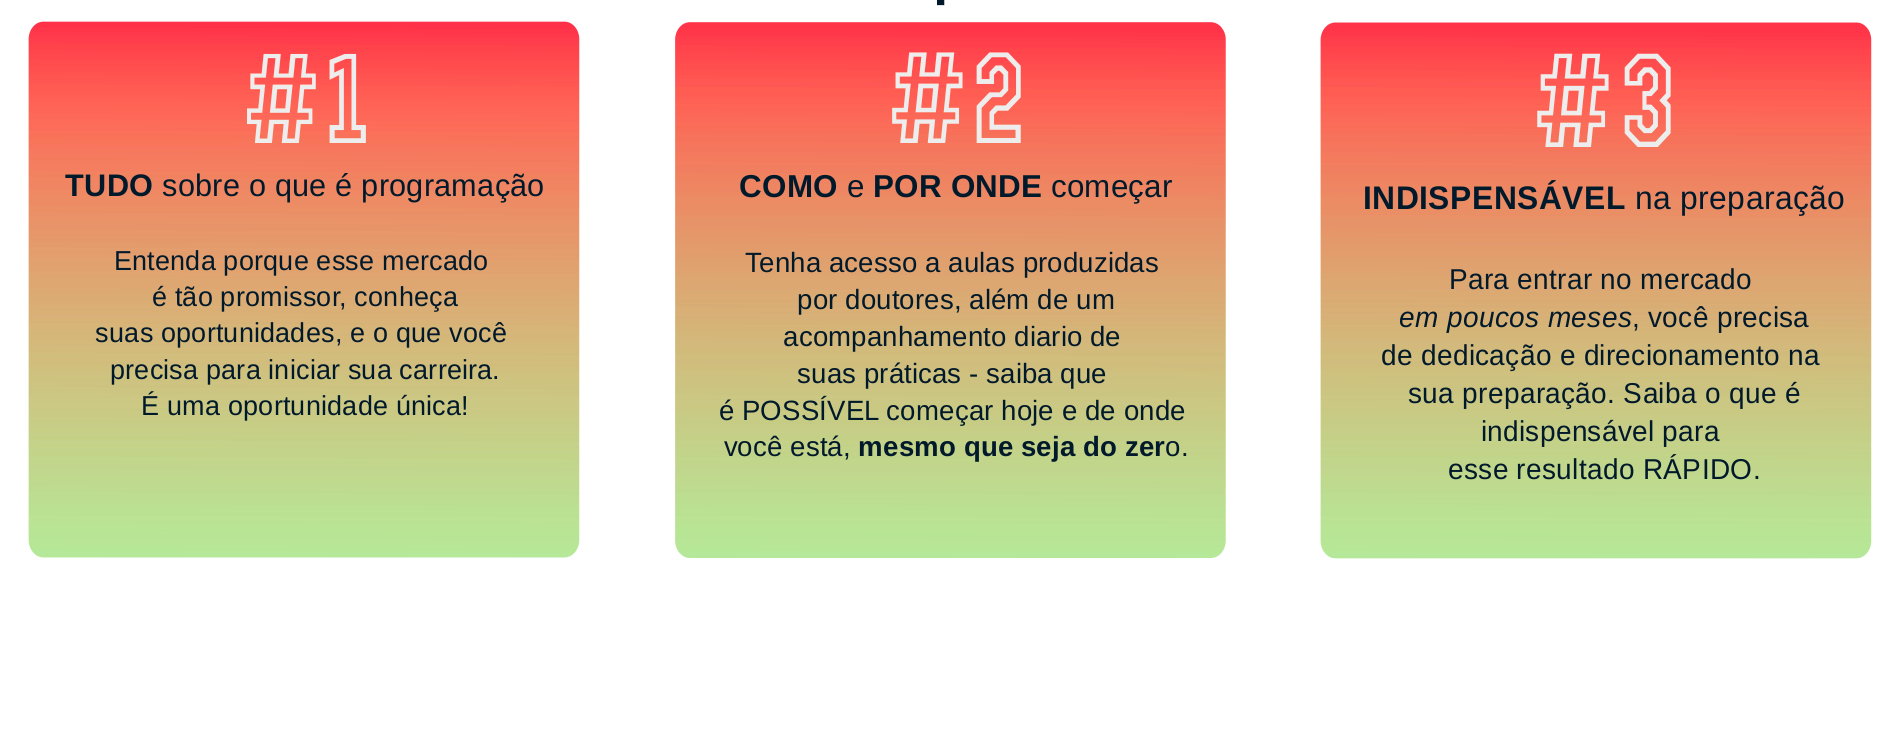 #1
TUDO sobre o que é programação
Entenda porque esse mercado
é tão promissor, conheça
suas oportunidades, e o que você
precisa para iniciar sua carreira.
É uma oportunidade única!
#2
COMO e POR ONDE começar
Tenha acesso a aulas produzidas
por doutores, além de um
acompanhamento diario de
suas práticas - saiba que
é POSSÍVEL começar hoje e de onde
você está, mesmo que seja do zero.
#3
INDISPENSÁVEL na preparação
Para entrar no mercado
em poucos meses, você precisa
de dedicação e direcionamento na
sua preparação. Saiba o que é
indispensável para
esse resultado RÁPIDO.